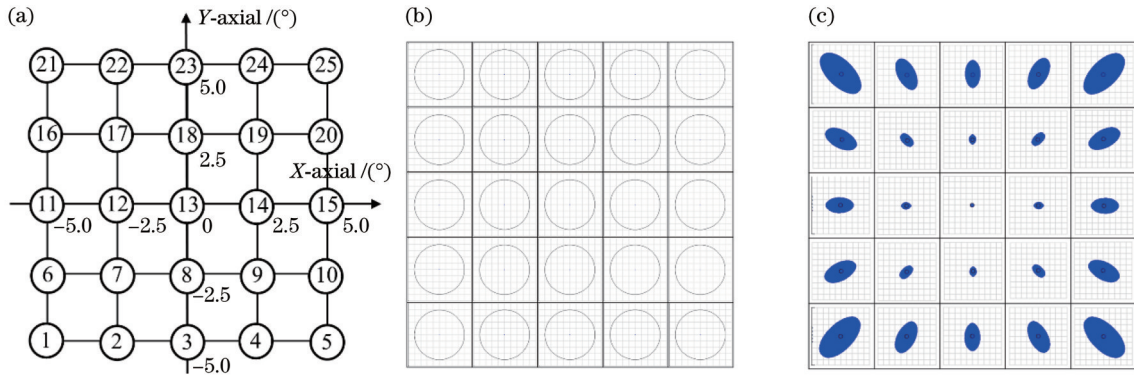 (a)
Y-axial /(°)
(b)
(c)
21 22 23 24 25
5.0
16 17 18 19 20
2.5
X-axial /(°)
11 12 13 14 15
−5.0 −2.5 0 2.5 5.0
6 7 8 9 10
−2.5
1 2 3 4 5
−5.0